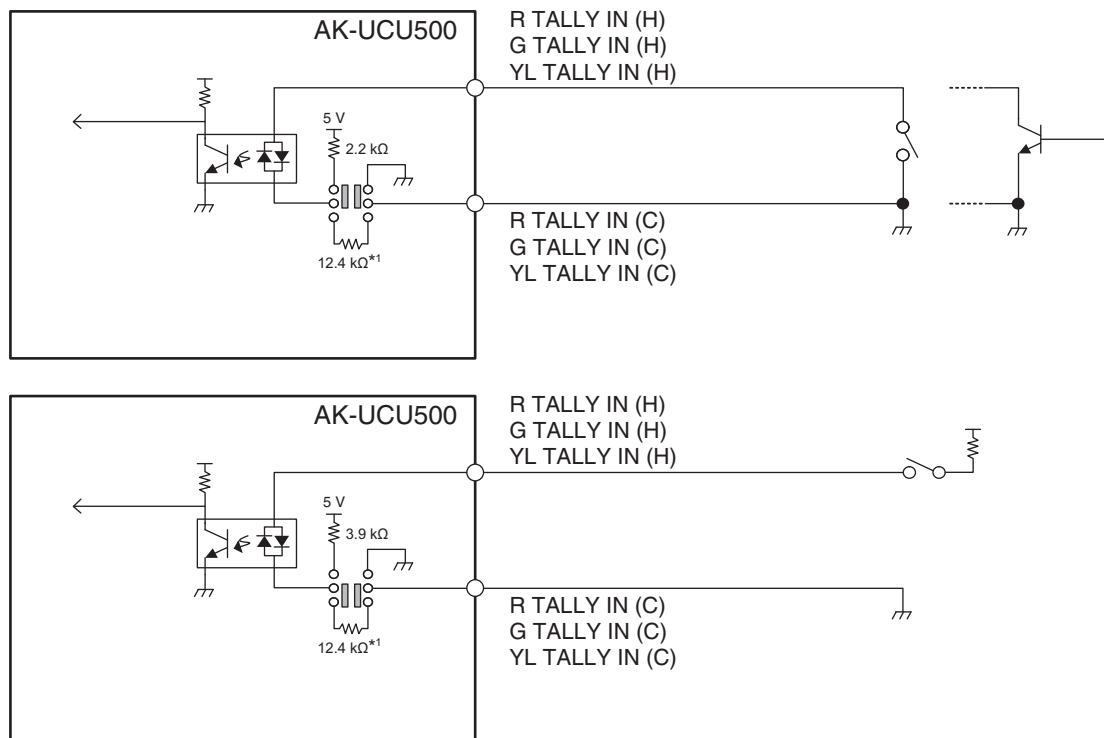 AK-UCU500
R TALLY IN (H)
G TALLY IN (H)
YL TALLY IN (H)
5 V
2.2 kΩ
12.4 kΩ*1
R TALLY IN (C)
G TALLY IN (C)
YL TALLY IN (C)
AK-UCU500
R TALLY IN (H)
G TALLY IN (H)
YL TALLY IN (H)
5 V
3.9 kΩ
12.4 kΩ*1
R TALLY IN (C)
G TALLY IN (C)
YL TALLY IN (C)